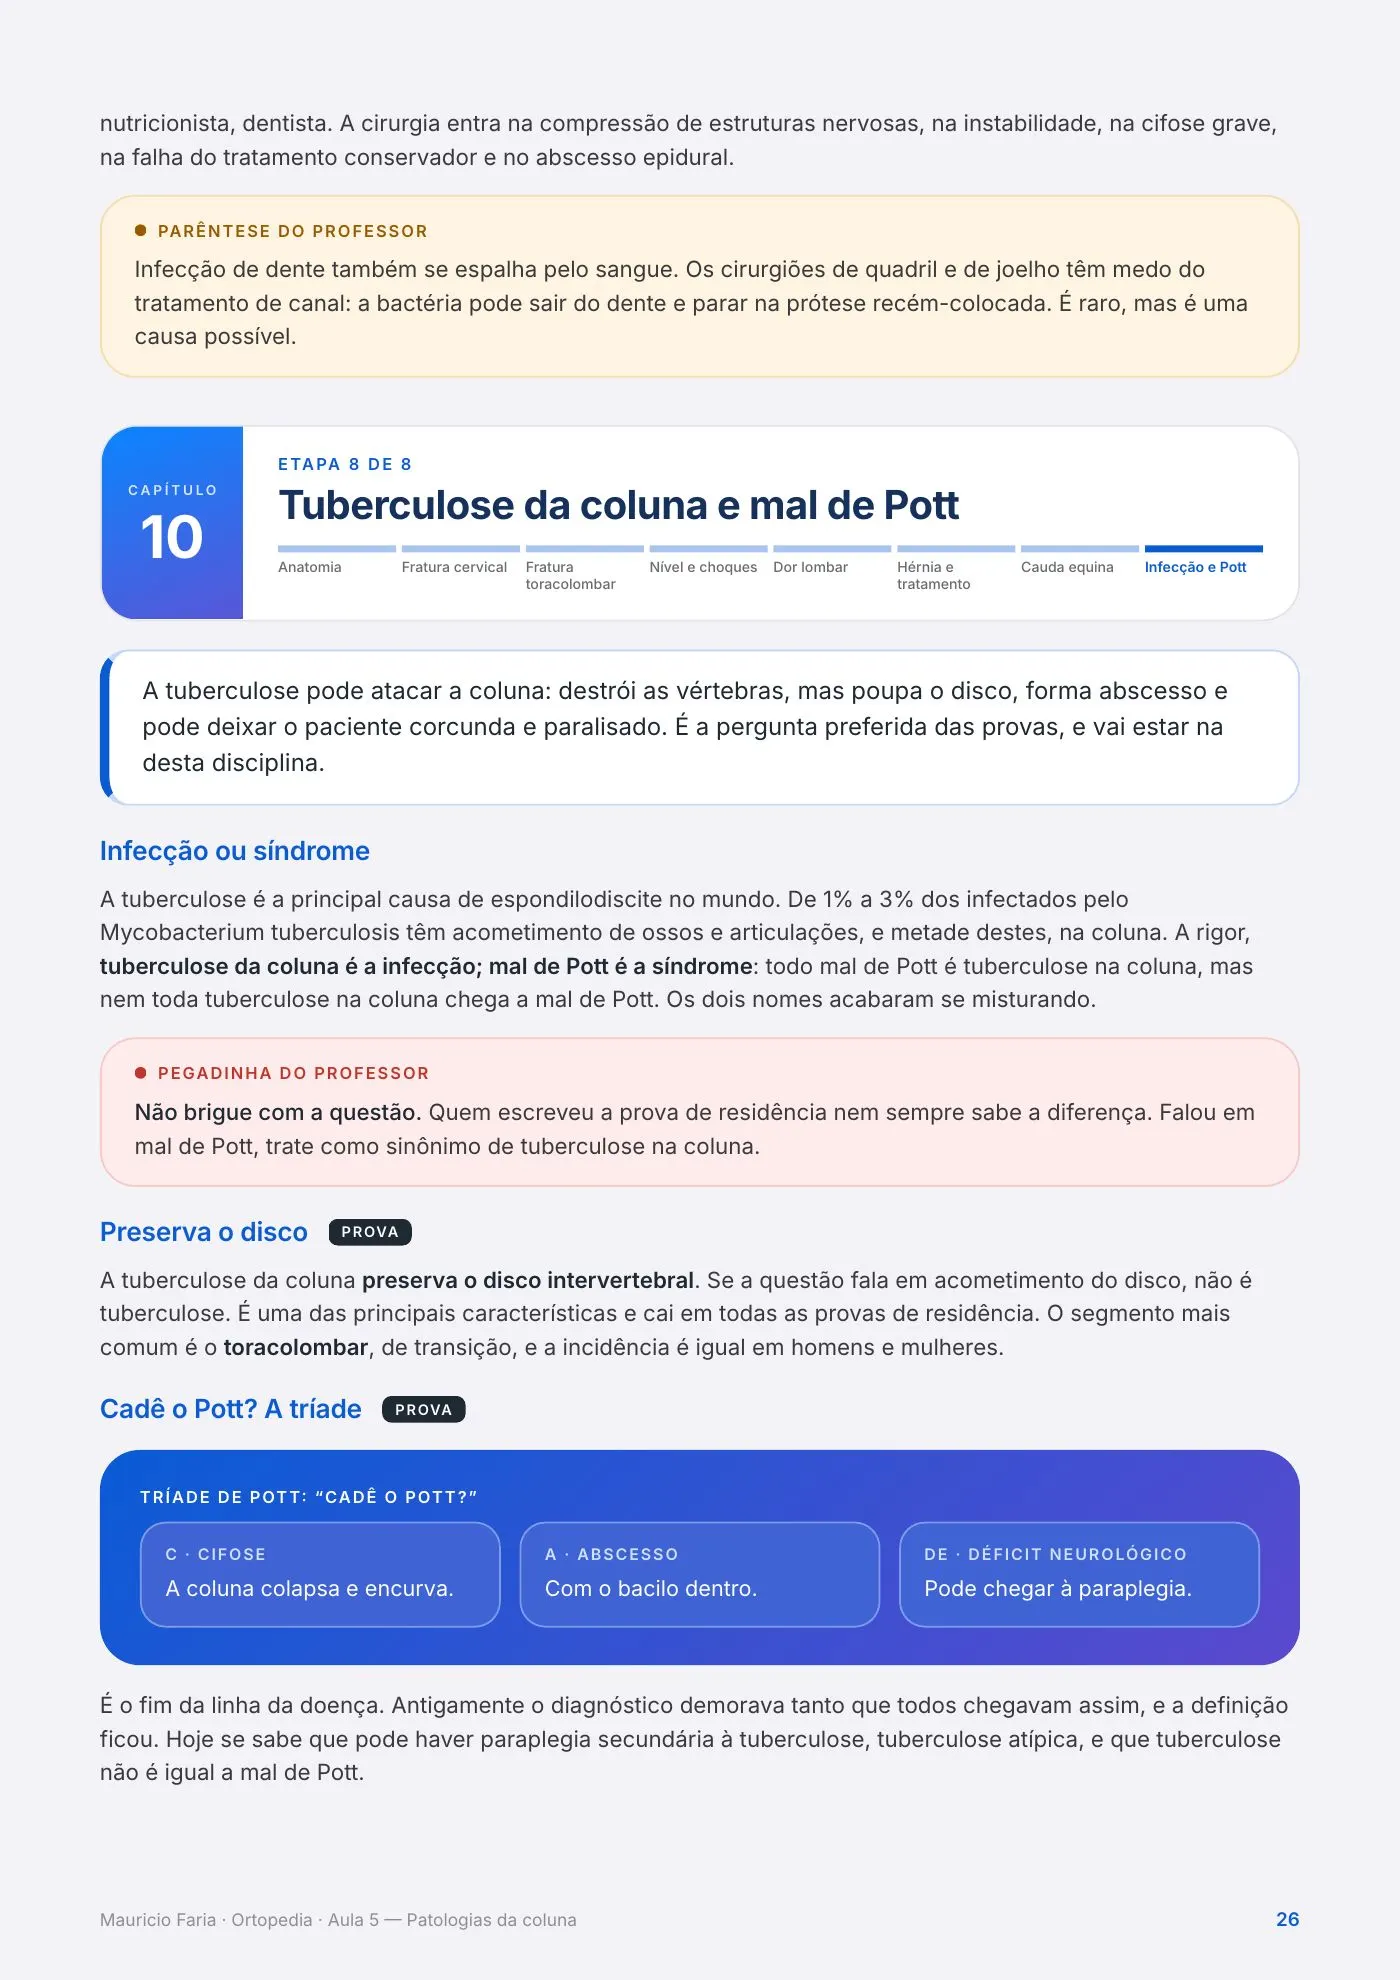 nutricionista, dentista. A cirurgia entra na compressão de estruturas nervosas, na instabilidade, na cifose grave,
na falha do tratamento conservador e no abscesso epidural.
PARÊNTESE DO PROFESSOR
Infecção de dente também se espalha pelo sangue. Os cirurgiões de quadril e de joelho têm medo do
tratamento de canal: a bactéria pode sair do dente e parar na prótese recém-colocada. É raro, mas é uma
causa possível.
CAPÍTULO
10
ETAPA 8 DE 8
Tuberculose da coluna e mal de Pott
Anatomia
Fratura cervical
Fratura
toracolombar
Nível e choques
Dor lombar
Hérnia e
tratamento
Cauda equina
Infecção e Pott
A tuberculose pode atacar a coluna: destrói as vértebras, mas poupa o disco, forma abscesso e
pode deixar o paciente corcunda e paralisado. É a pergunta preferida das provas, e vai estar na
desta disciplina.
Infecção ou síndrome
A tuberculose é a principal causa de espondilodiscite no mundo. De 1% a 3% dos infectados pelo
Mycobacterium tuberculosis têm acometimento de ossos e articulações, e metade destes, na coluna. A rigor,
tuberculose da coluna é a infecção; mal de Pott é a síndrome: todo mal de Pott é tuberculose na coluna, mas
nem toda tuberculose na coluna chega a mal de Pott. Os dois nomes acabaram se misturando.
PEGADINHA DO PROFESSOR
Não brigue com a questão. Quem escreveu a prova de residência nem sempre sabe a diferença. Falou em
mal de Pott, trate como sinônimo de tuberculose na coluna.
Preserva o disco PROVA
A tuberculose da coluna preserva o disco intervertebral. Se a questão fala em acometimento do disco, não é
tuberculose. É uma das principais características e cai em todas as provas de residência. O segmento mais
comum é o toracolombar, de transição, e a incidência é igual em homens e mulheres.
Cadê o Pott? A tríade PROVA
TRÍADE DE POTT: “CADÊ O POTT?”
C · CIFOSE
A coluna colapsa e encurva.
A · ABSCESSO
Com o bacilo dentro.
DE · DÉFICIT NEUROLÓGICO
Pode chegar à paraplegia.
É o fim da linha da doença. Antigamente o diagnóstico demorava tanto que todos chegavam assim, e a definição
ficou. Hoje se sabe que pode haver paraplegia secundária à tuberculose, tuberculose atípica, e que tuberculose
não é igual a mal de Pott.
Mauricio Faria · Ortopedia · Aula 5 — Patologias da coluna
26